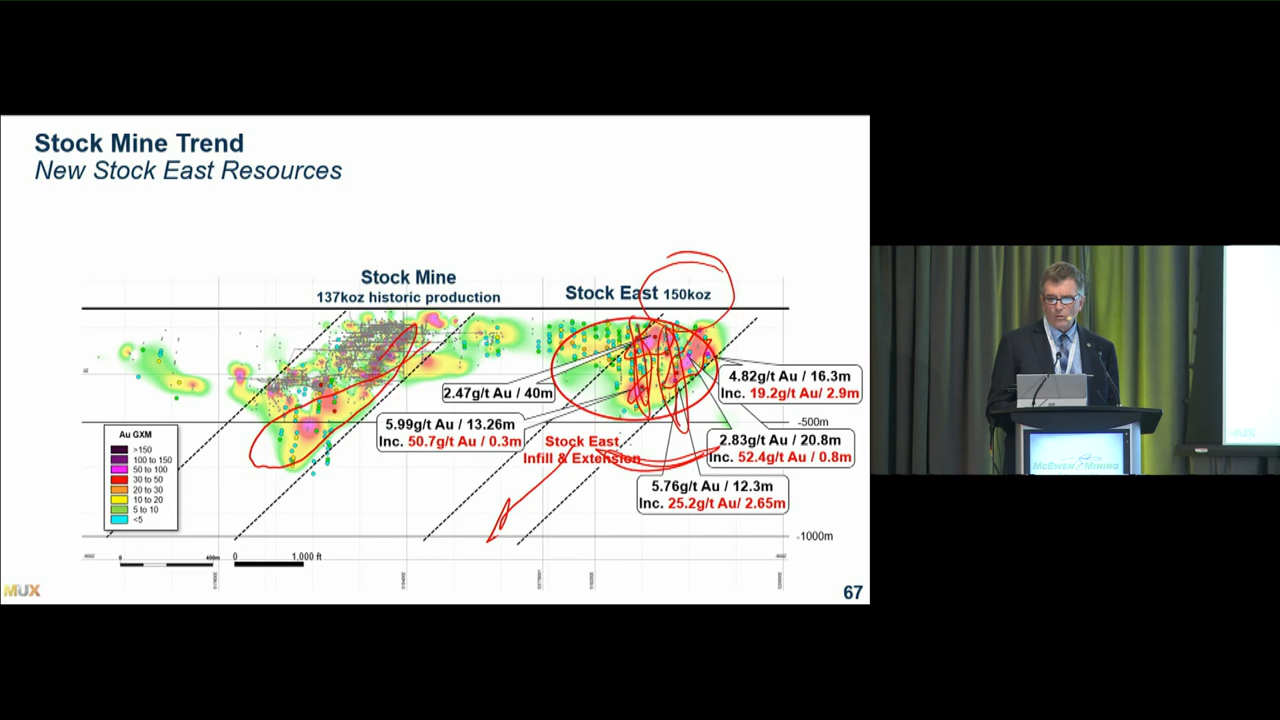 Stock Mine Trend
New Stock East Resources
Stock Mine
137koz historic production
Stock East 150koz
2.47g/t Au / 40m
5.99g/t Au / 13.26m
Inc. 50.7g/t Au / 0.3m
Stock East,
Infill & Extension
4.82g/t Au / 16.3m
Inc. 19.2g/t Au/ 2.9m
-500m
2.83g/t Au / 20.8m
Inc. 52.4g/t Au / 0.8m
5.76g/t Au / 12.3m
Inc. 25.2g/t Au/ 2.65m
-1000m
Au GXM
>150
100 to 150
50 to 100
30 to 50
20 to 30
10 to 20
5 to 10
<5
0
400m
0
1,000 ft
MUX
67
McEwen Mining
MUX